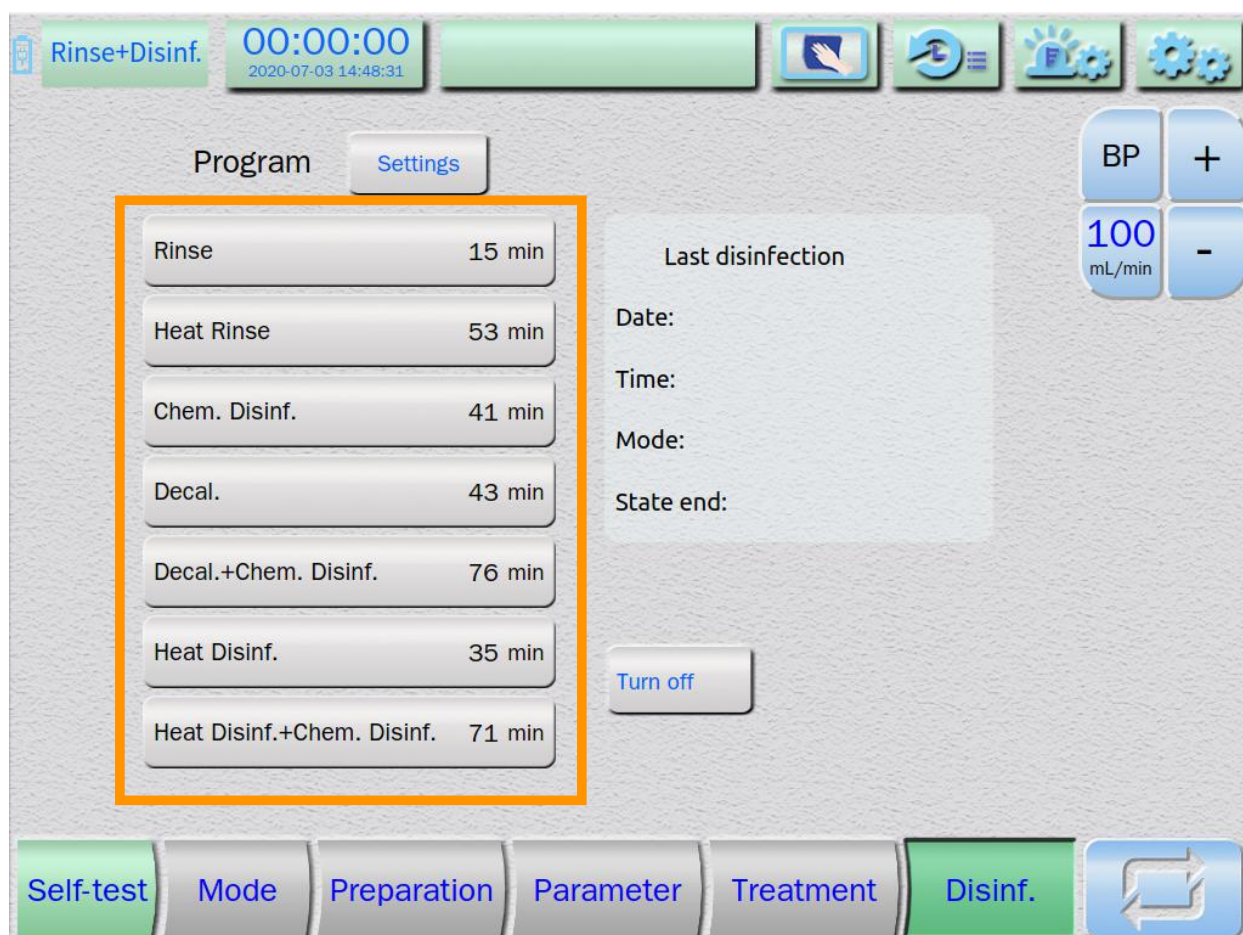 Rinse+Disinf.
00:00:00
2020-07-03 14:48:31
F
Program
Settings
BP
+
100
mL/min
-
Rinse 15 min
Heat Rinse 53 min
Chem. Disinf. 41 min
Decal. 43 min
Decal.+Chem. Disinf. 76 min
Heat Disinf. 35 min
Heat Disinf.+Chem. Disinf. 71 min
Last disinfection
Date:
Time:
Mode:
State end:
Turn off
Self-test Mode Preparation Parameter Treatment Disinf.